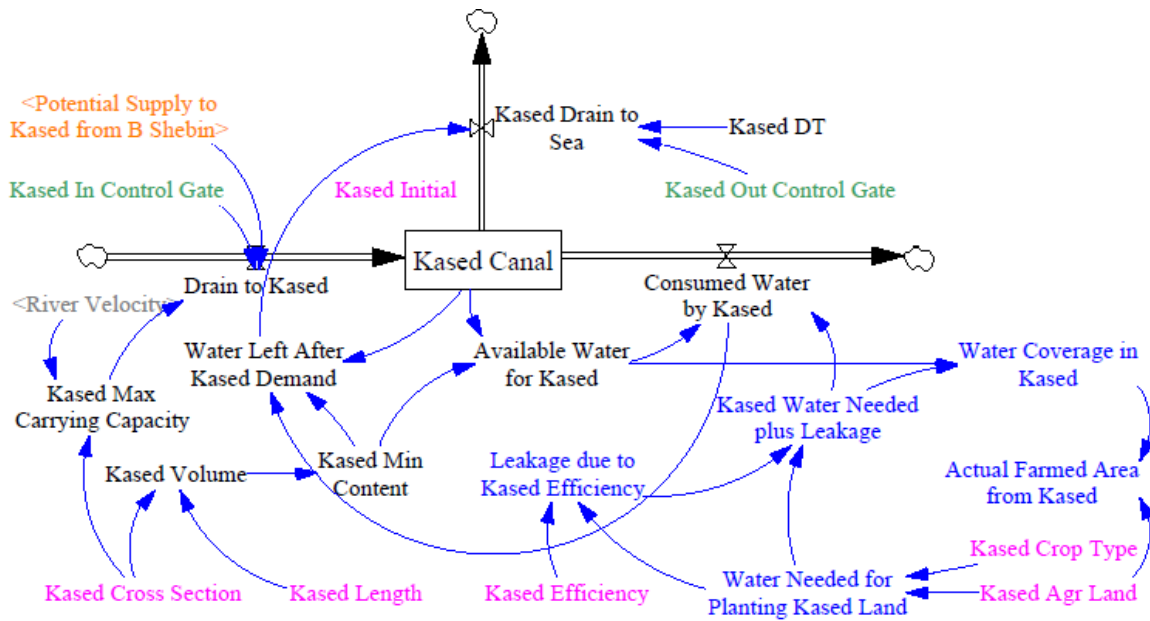 <Potential Supply to
Kased from B Shebin>
Kased Drain to
Sea
Kased DT
Kased In Control Gate
Kased Initial
Kased Out Control Gate
Kased Canal
Drain to Kased
Consumed Water
by Kased
<River Velocity>
Water Left After
Kased Demand
Available Water
for Kased
Water Coverage in
Kased
Kased Max
Carrying Capacity
Kased Water Needed
plus Leakage
Kased Volume
Kased Min
Content
Leakage due to
Kased Efficiency
Actual Farmed Area
from Kased
Kased Crop Type
Kased Cross Section
Kased Length
Kased Efficiency
Water Needed for
Planting Kased Land
Kased Agr Land